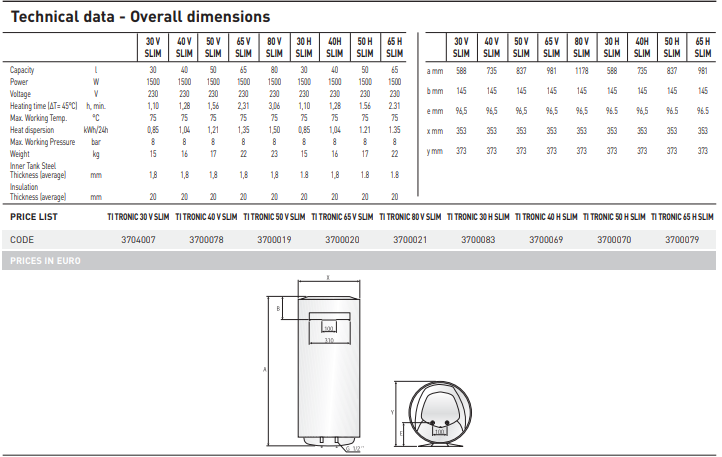 Technical data - Overall dimensions
30 V SLIM 40 V SLIM 50 V SLIM 65 V SLIM 80 V SLIM 30 H SLIM 40H SLIM 50 H SLIM 65 H SLIM
Capacity l 30 40 50 65 80 30 40 50 65
Power W 1500 1500 1500 1500 1500 1500 1500 1500 1500
Voltage V 230 230 230 230 230 230 230 230 230
Heating time (ΔT= 45°C) h, min. 1,10 1,28 1,56 2,31 3,06 1,10 1,28 1.56 2.31
Max. Working Temp. °C 75 75 75 75 75 75 75 75 75
Heat dispersion kWh/24h 0,85 1,04 1,21 1,35 1,50 0,85 1,04 1.21 1.35
Max. Working Pressure bar 8 8 8 8 8 8 8 8 8
Weight kg 15 16 17 22 23 15 16 17 22
Inner Tank Steel
Thickness (average) mm 1,8 1,8 1,8 1,8 1,8 1,8 1.8 1.8 1.8
Insulation
Thickness (average) mm 20 20 20 20 20 20 20 20 20
30 V SLIM 40 V SLIM 50 V SLIM 65 V SLIM 80 V SLIM 30 H SLIM 40H SLIM 50 H SLIM 65 H SLIM
a mm 588 735 837 981 1178 588 735 837 981
b mm 145 145 145 145 145 145 145 145 145
e mm 96,5 96,5 96,5 96,5 96,5 96.5 96.5 96.5 96.5
x mm 353 353 353 353 353 353 353 353 353
y mm 373 373 373 373 373 373 373 373 373
PRICE LIST TI TRONIC 30 V SLIM TI TRONIC 40 V SLIM TI TRONIC 50 V SLIM TI TRONIC 65 V SLIM TI TRONIC 80 V SLIM TI TRONIC 30 H SLIM TI TRONIC 40 H SLIM TI TRONIC 50 H SLIM TI TRONIC 65 H SLIM
CODE 3704007 3700078 3700019 3700020 3700021 3700083 3700069 3700070 3700079
PRICES IN EURO
X
B
100
310
A
G 1/2''
Y
E
100